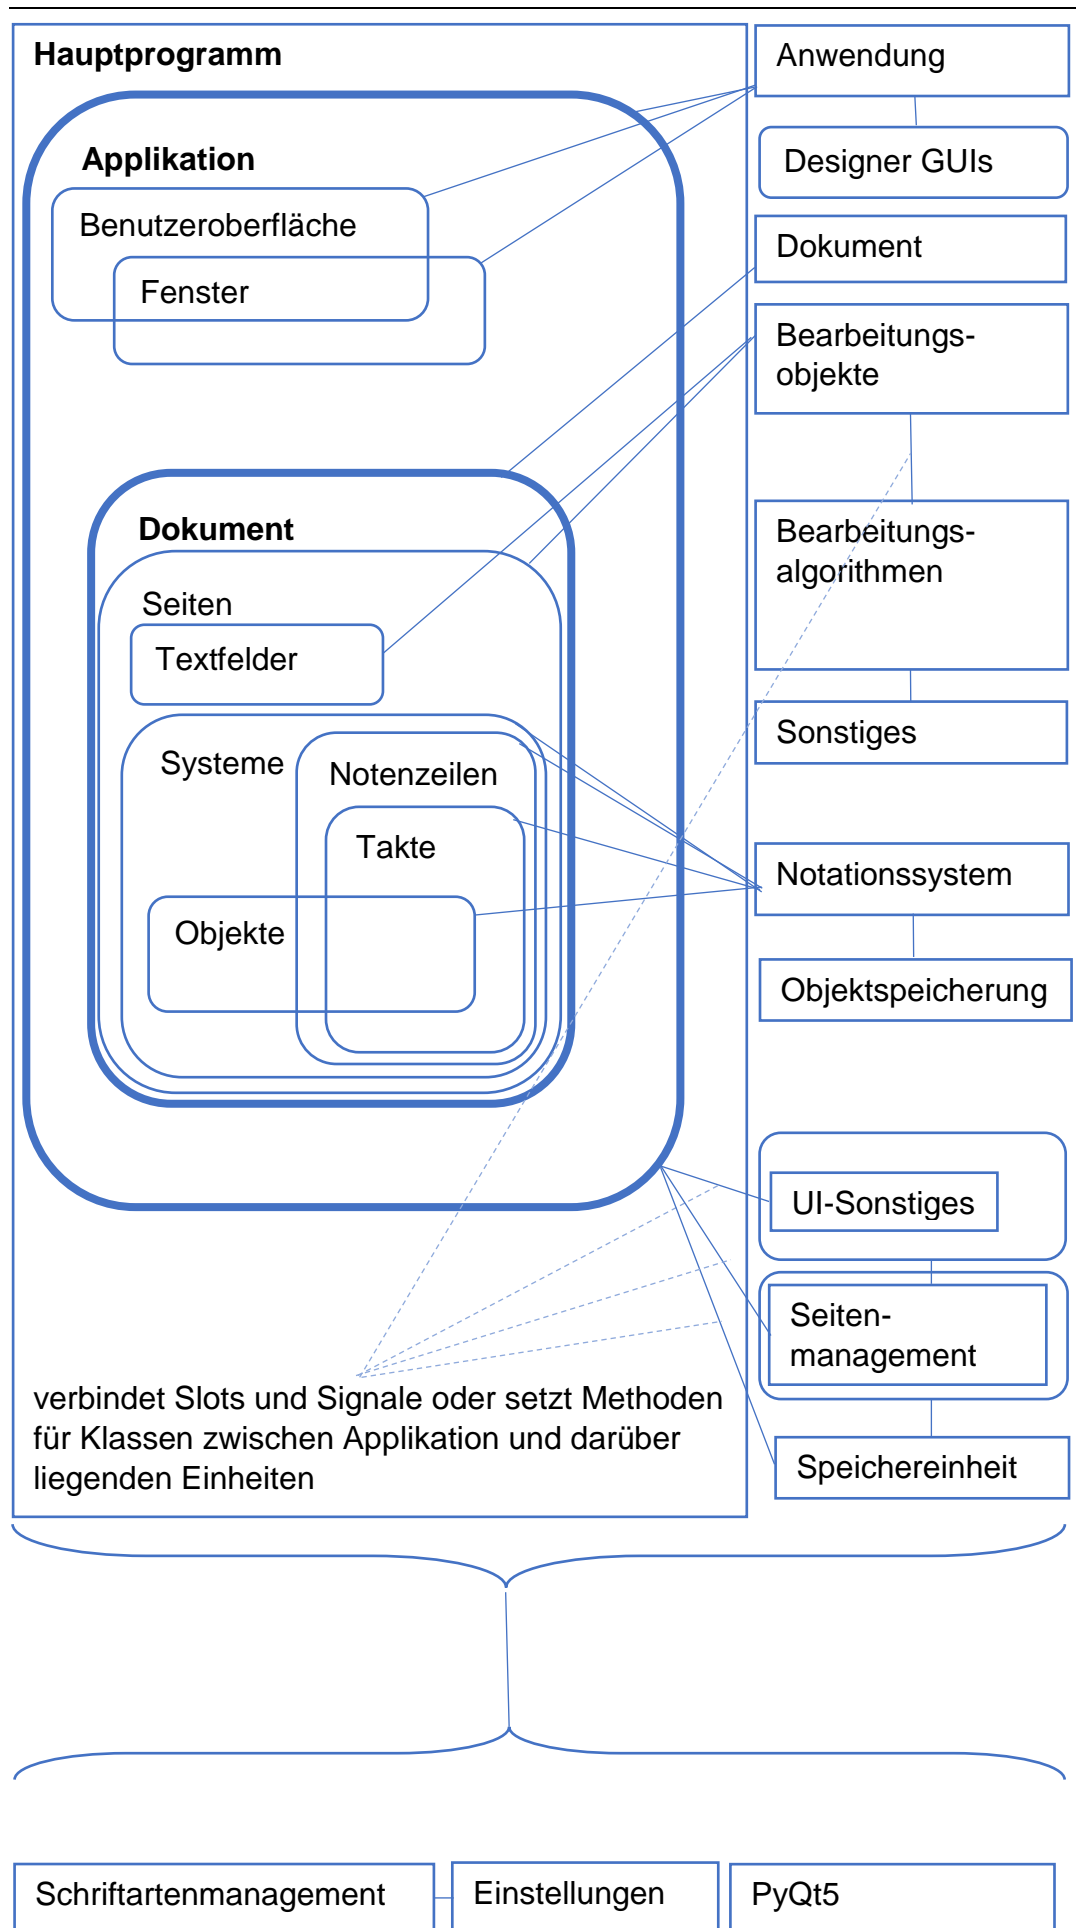 Hauptprogramm
Applikation
Benutzeroberfläche
Fenster
Dokument
Seiten
Textfelder
Systeme
Notenzeilen
Takte
Objekte
verbindet Slots und Signale oder setzt Methoden
für Klassen zwischen Applikation und darüber
liegenden Einheiten
Anwendung
Designer GUIs
Dokument
Bearbeitungs-
objekte
Bearbeitungs-
algorithmen
Sonstiges
Notationssystem
Objektspeicherung
UI-Sonstiges
Seiten-
management
Speichereinheit
Schriftartenmanagement
Einstellungen
PyQt5